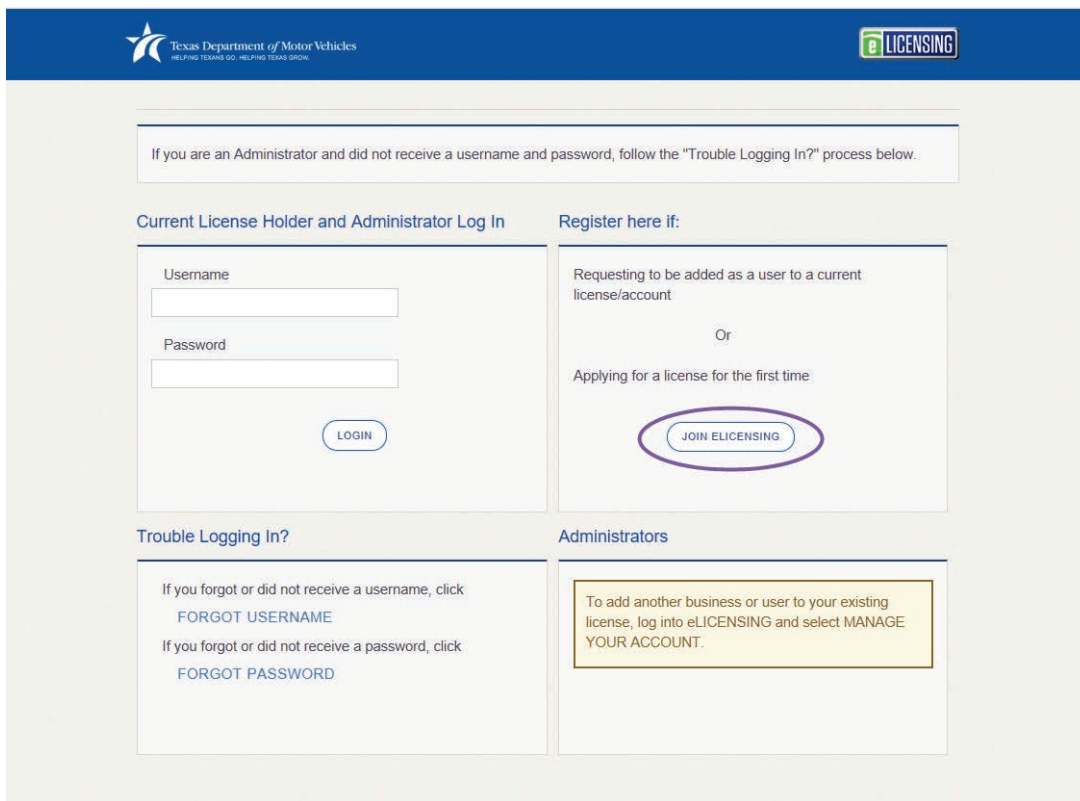 Texas Department of Motor Vehicles
HELPING TEXANS GO. HELPING TEXAS GROW.
e LICENSING
If you are an Administrator and did not receive a username and password, follow the "Trouble Logging In?" process below.
Current License Holder and Administrator Log In
Username
Password
LOGIN
Register here if:
Requesting to be added as a user to a current
license/account
Or
Applying for a license for the first time
JOIN ELICENSING
Trouble Logging In?
If you forgot or did not receive a username, click
FORGOT USERNAME
If you forgot or did not receive a password, click
FORGOT PASSWORD
Administrators
To add another business or user to your existing
license, log into eLICENSING and select MANAGE
YOUR ACCOUNT.